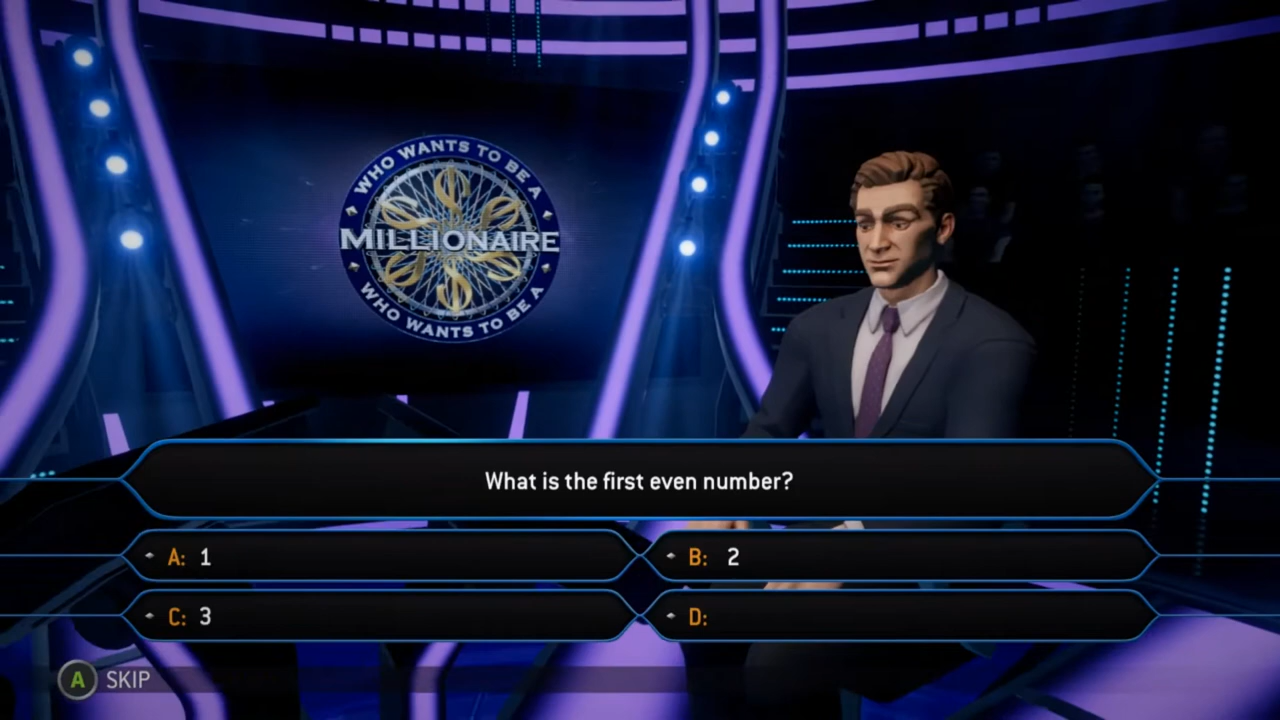 WHO WANTS TO BE A
MILLIONAIRE
WHO WANTS TO BE A
What is the first even number?
A: 1
B: 2
C: 3
D:
A SKIP